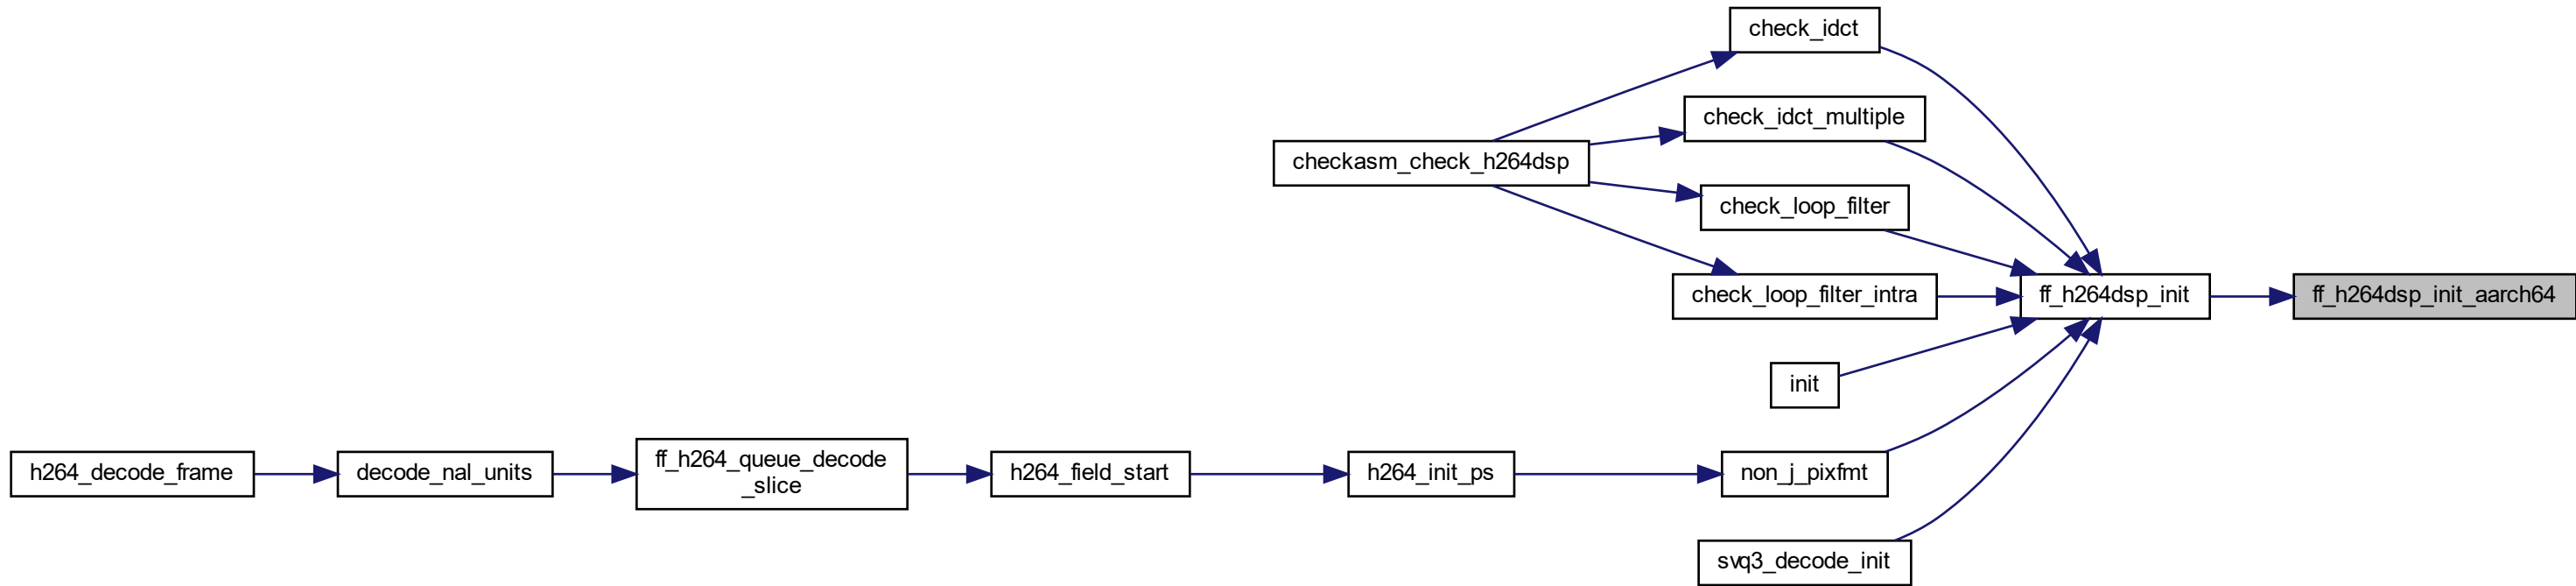 check_idct
check_idct_multiple
checkasm_check_h264dsp
check_loop_filter
check_loop_filter_intra
ff_h264dsp_init
ff_h264dsp_init_aarch64
init
h264_decode_frame
decode_nal_units
ff_h264_queue_decode
_slice
h264_field_start
h264_init_ps
non_j_pixfmt
svq3_decode_init